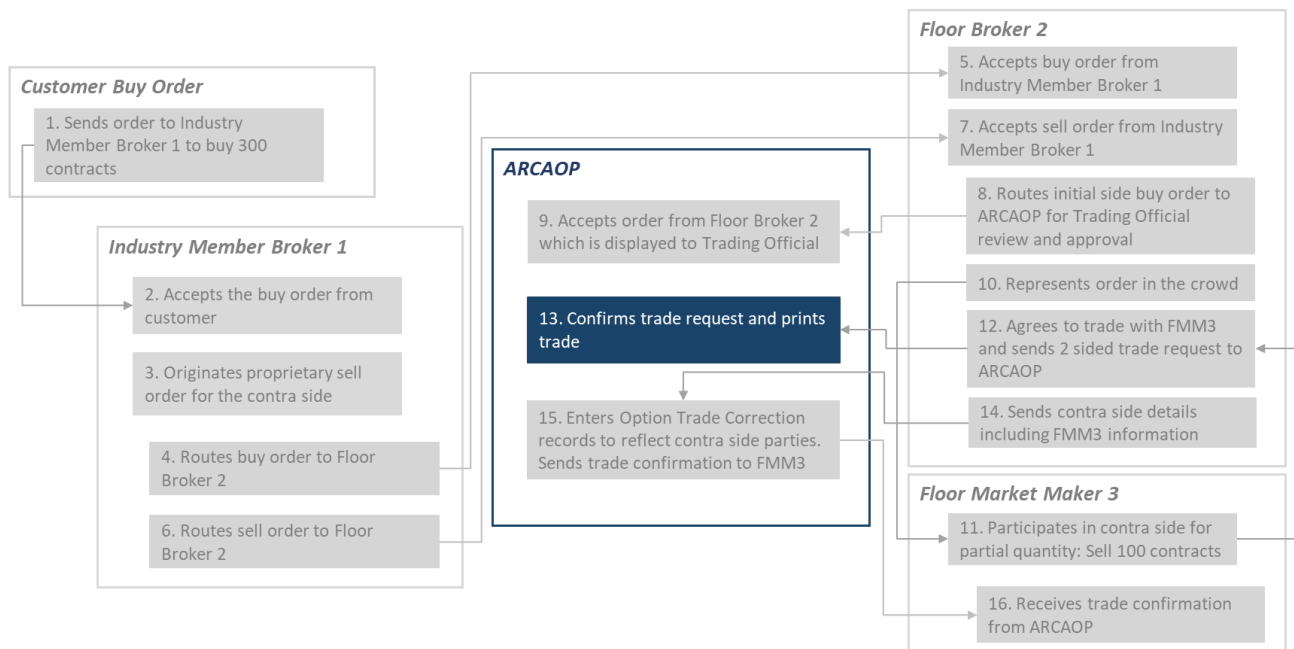 Customer Buy Order
1. Sends order to Industry
Member Broker 1 to buy 300
contracts
Industry Member Broker 1
2. Accepts the buy order from
customer
3. Originates proprietary sell
order for the contra side
4. Routes buy order to Floor
Broker 2
6. Routes sell order to Floor
Broker 2
ARCAOP
9. Accepts order from Floor Broker 2
which is displayed to Trading Official
13. Confirms trade request and prints
trade
15. Enters Option Trade Correction
records to reflect contra side parties.
Sends trade confirmation to FMM3
Floor Broker 2
5. Accepts buy order from
Industry Member Broker 1
7. Accepts sell order from Industry
Member Broker 1
8. Routes initial side buy order to
ARCAOP for Trading Official
review and approval
10. Represents order in the crowd
12. Agrees to trade with FMM3
and sends 2 sided trade request to
ARCAOP
14. Sends contra side details
including FMM3 information
Floor Market Maker 3
11. Participates in contra side for
partial quantity: Sell 100 contracts
16. Receives trade confirmation
from ARCAOP